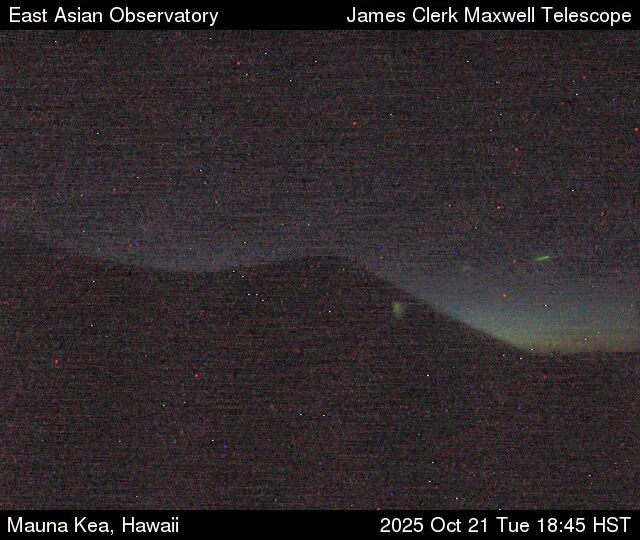 East Asian Observatory
James Clerk Maxwell Telescope
Mauna Kea, Hawaii
2025 Oct 21 Tue 18:45 HST